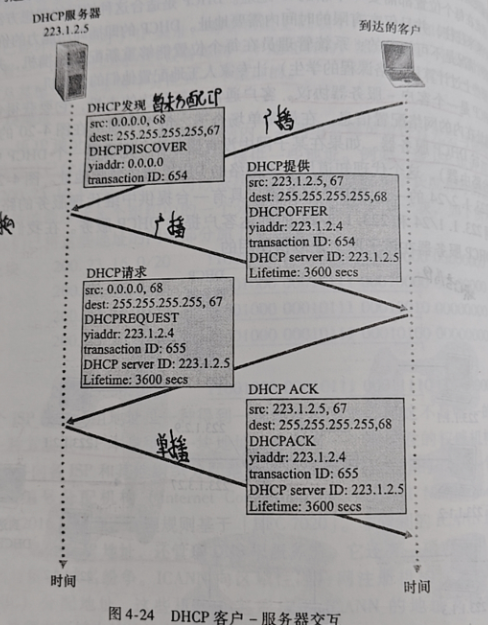 DHCP服务器
223.1.2.5
到达的客户
DHCP发现 暂未分配IP
src: 0.0.0.0, 68
dest: 255.255.255.255,67
DHCPDISCOVER
yiaddr: 0.0.0.0
transaction ID: 654
广播
DHCP提供
src: 223.1.2.5, 67
dest: 255.255.255.255,68
DHCPOFFER
yiaddr: 223.1.2.4
transaction ID: 654
DHCP server ID: 223.1.2.5
Lifetime: 3600 secs
广播
DHCP请求
src: 0.0.0.0, 68
dest: 255.255.255.255, 67
DHCPREQUEST
yiaddr: 223.1.2.4
transaction ID: 655
DHCP server ID: 223.1.2.5
Lifetime: 3600 secs
DHCP ACK
src: 223.1.2.5, 67
dest: 255.255.255.255,68
DHCPACK
yiaddr: 223.1.2.4
transaction ID: 655
DHCP server ID: 223.1.2.5
Lifetime: 3600 secs
单播
时间
时间
图 4-24 DHCP 客户－服务器交互